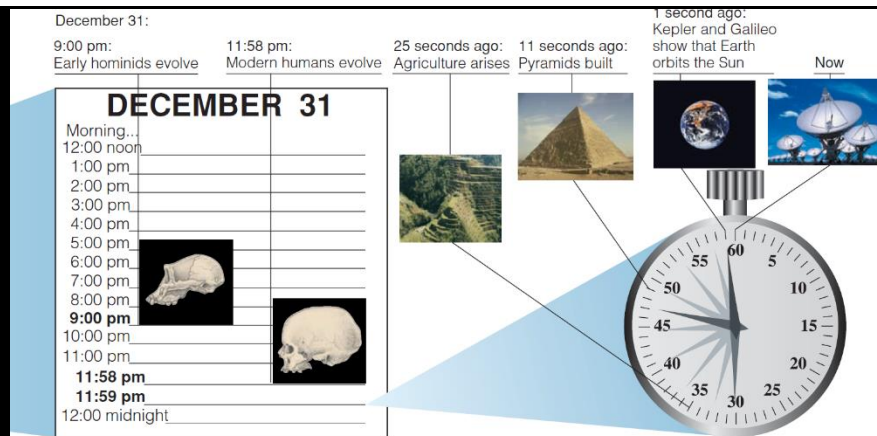 December 31:
9:00 pm:
Early hominids evolve
11:58 pm:
Modern humans evolve
25 seconds ago:
Agriculture arises
11 seconds ago:
Pyramids built
1 second ago:
Kepler and Galileo
show that Earth
orbits the Sun
Now
DECEMBER 31
Morning...
12:00 noon
1:00 pm
2:00 pm
3:00 pm
4:00 pm
5:00 pm
6:00 pm
7:00 pm
8:00 pm
9:00 pm
10:00 pm
11:00 pm
11:58 pm
11:59 pm
12:00 midnight
60
5
10
15
20
25
30
35
40
45
50
55